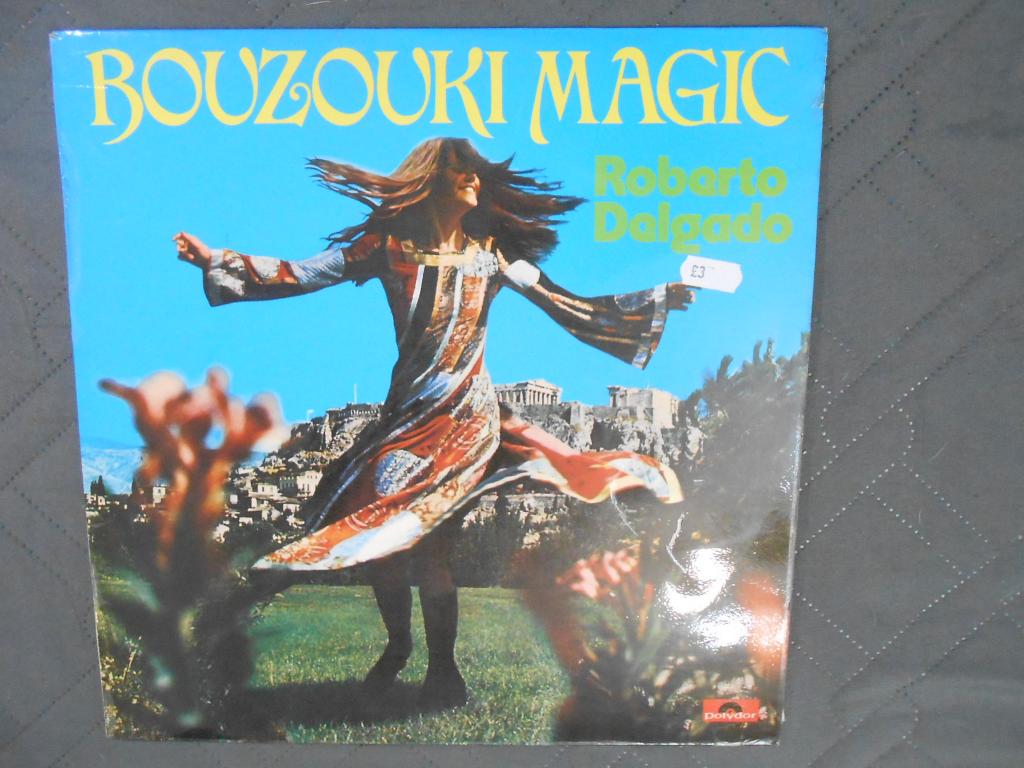 BOUZOUKI MAGIC
Roberto
Delgado
£3
Polydor